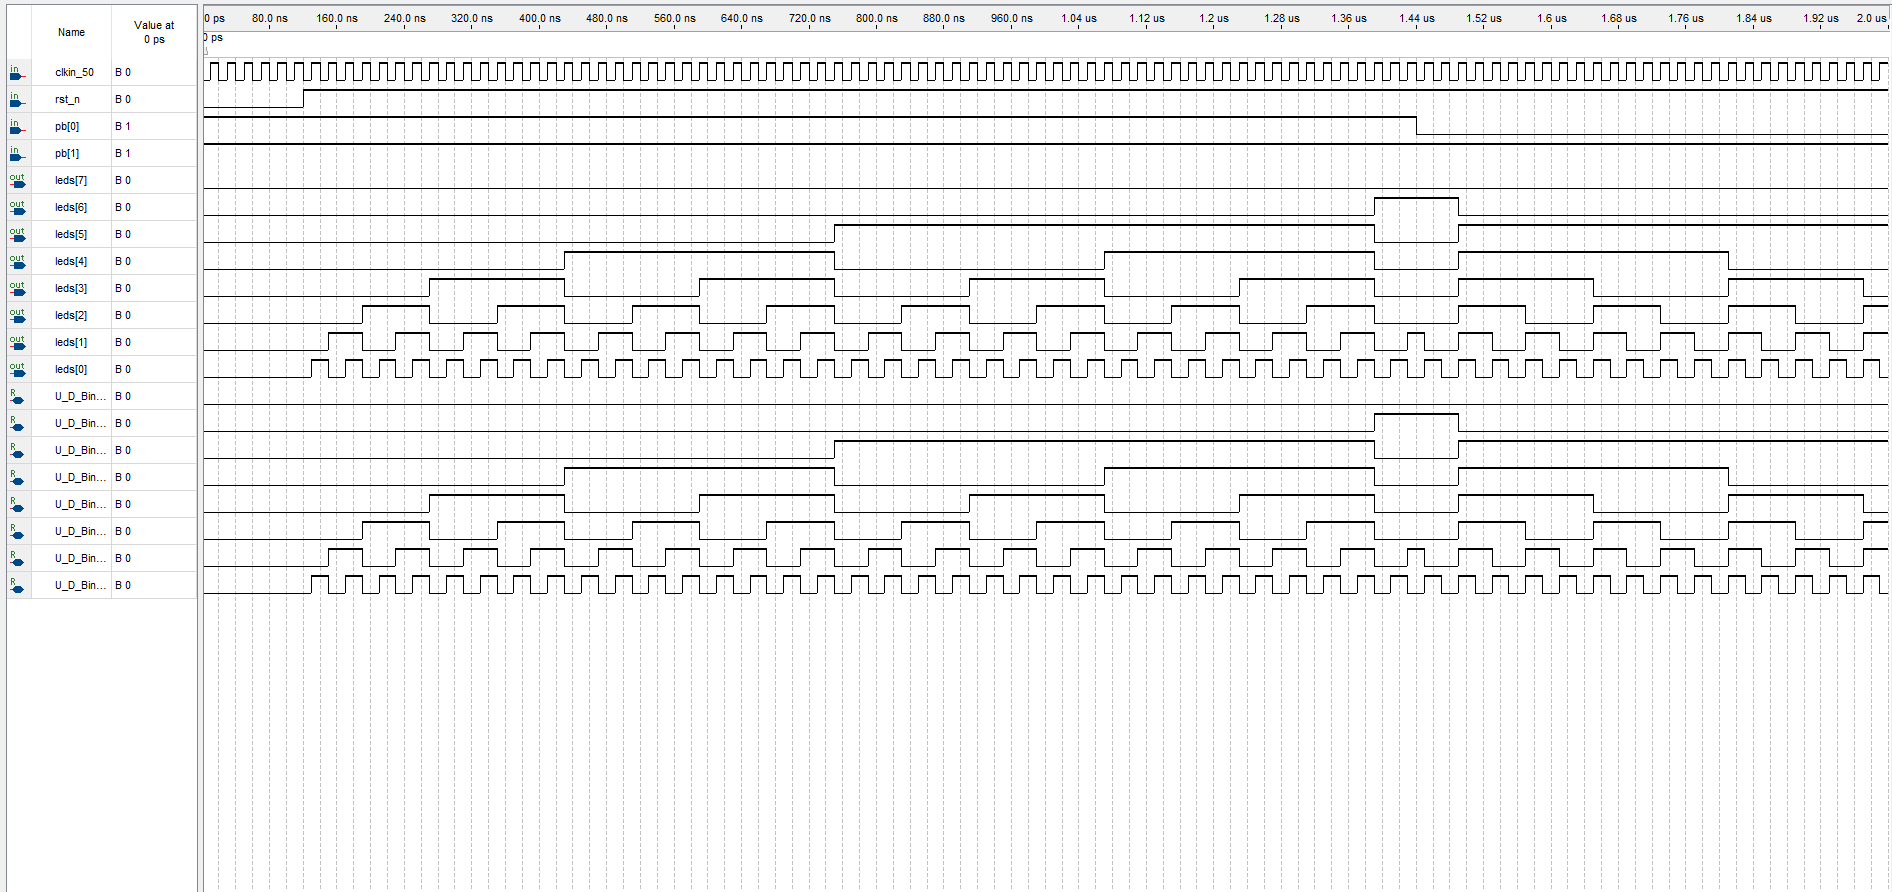 Name
Value at
0 ps
0 ps 80.0 ns 160.0 ns 240.0 ns 320.0 ns 400.0 ns 480.0 ns 560.0 ns 640.0 ns 720.0 ns 800.0 ns 880.0 ns 960.0 ns 1.04 us 1.12 us 1.2 us 1.28 us 1.36 us 1.44 us 1.52 us 1.6 us 1.68 us 1.76 us 1.84 us 1.92 us 2.0 us
0 ps
in clkin_50 B 0
in rst_n B 0
in pb[0] B 1
in pb[1] B 1
out leds[7] B 0
out leds[6] B 0
out leds[5] B 0
out leds[4] B 0
out leds[3] B 0
out leds[2] B 0
out leds[1] B 0
out leds[0] B 0
R U_D_Bin... B 0
R U_D_Bin... B 0
R U_D_Bin... B 0
R U_D_Bin... B 0
R U_D_Bin... B 0
R U_D_Bin... B 0
R U_D_Bin... B 0
R U_D_Bin... B 0